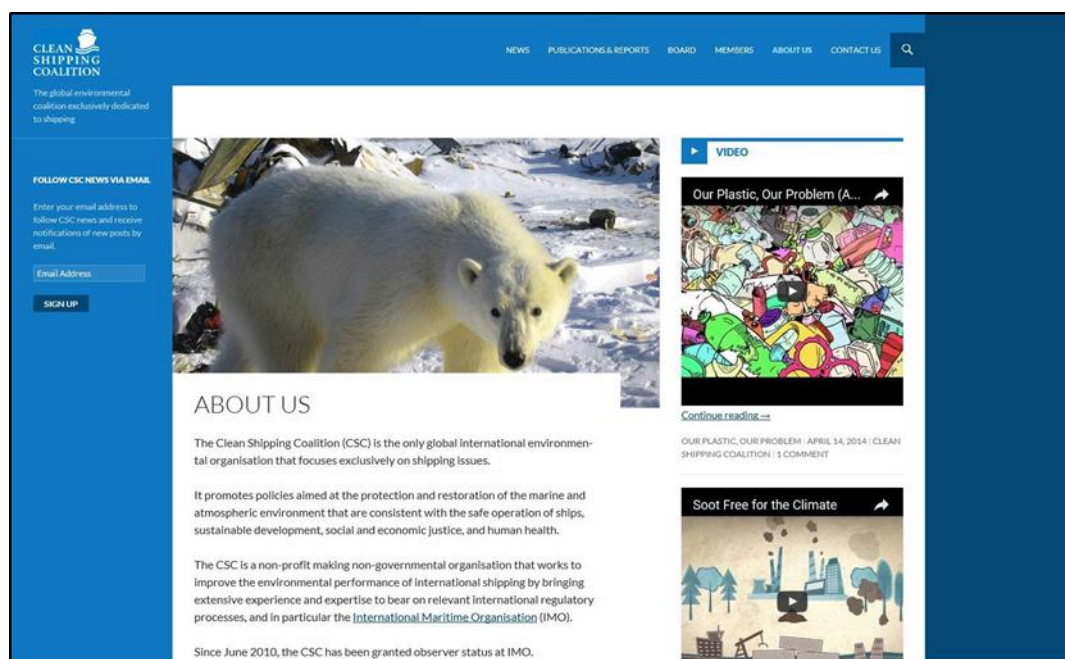 CLEAN
SHIPPING
COALITION
The global environmental
coalition exclusively dedicated
to shipping
NEWS PUBLICATIONS & REPORTS BOARD MEMBERS ABOUT US CONTACT US
FOLLOW CSC NEWS VIA EMAIL
Enter your email address to
follow CSC news and receive
notifications of new posts by
email.
Email Address
SIGN UP
ABOUT US
The Clean Shipping Coalition (CSC) is the only global international environmen-
tal organisation that focuses exclusively on shipping issues.
It promotes policies aimed at the protection and restoration of the marine and
atmospheric environment that are consistent with the safe operation of ships,
sustainable development, social and economic justice, and human health.
The CSC is a non-profit making non-governmental organisation that works to
improve the environmental performance of international shipping by bringing
extensive experience and expertise to bear on relevant international regulatory
processes, and in particular the International Maritime Organisation (IMO).
Since June 2010, the CSC has been granted observer status at IMO.
VIDEO
Our Plastic, Our Problem (A...
Continue reading →
OUR PLASTIC, OUR PROBLEM | APRIL 14, 2014 | CLEAN
SHIPPING COALITION | 1 COMMENT
Soot Free for the Climate